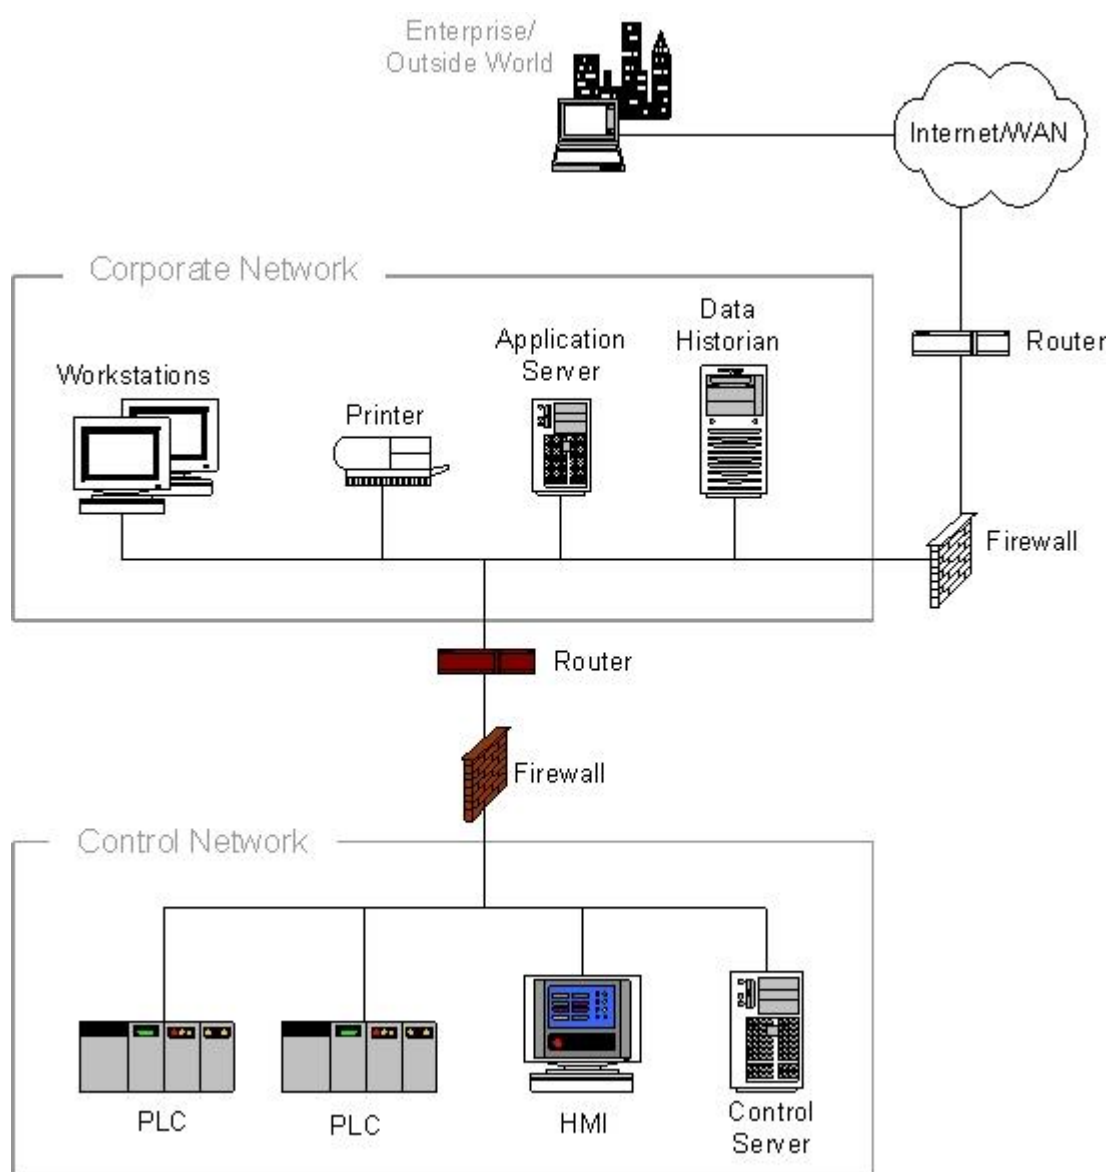 Enterprise/
Outside World
Internet/WAN
Corporate Network
Router
Workstations
Printer
Application
Server
Data
Historian
Firewall
Router
Firewall
Control Network
PLC
PLC
HMI
Control
Server